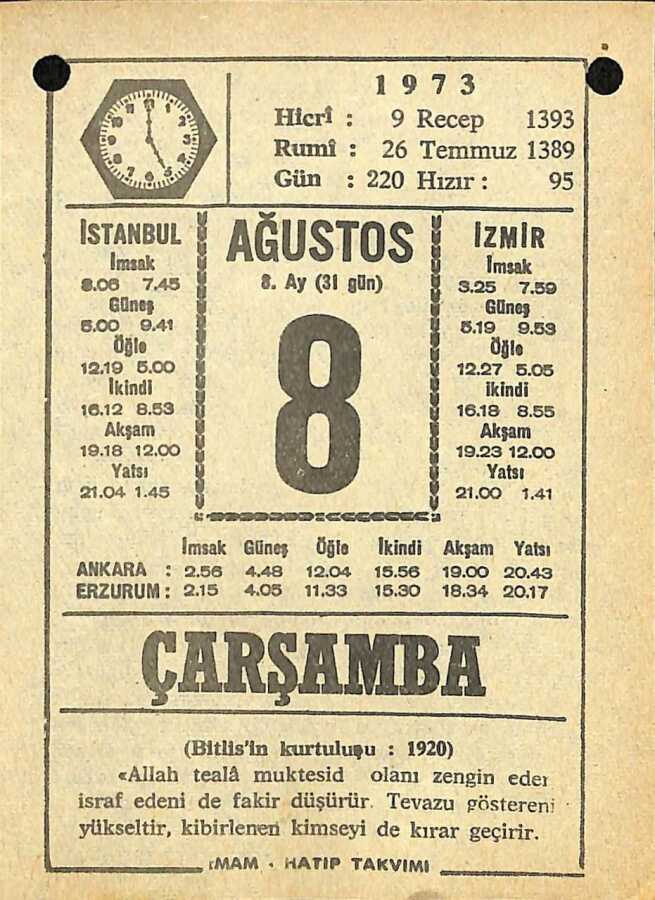 1973
Hicrî : 9 Recep 1393
Rumî : 26 Temmuz 1389
Gün : 220 Hızır : 95
İSTANBUL
İmsak
3.06 7.45
Güneş
5.00 9.41
Öğle
12.19 5.00
İkindi
16.12 8.53
Akşam
19.18 12.00
Yatsı
21.04 1.45
AĞUSTOS
8. Ay (31 gün)
8
İZMİR
İmsak
3.25 7.59
Güneş
5.19 9.53
Öğle
12.27 5.05
ikindi
16.18 8.55
Akşam
19.23 12.00
Yatsı
21.00 1.41
İmsak Güneş Öğle İkindi Akşam Yatsı
ANKARA : 2.56 4.48 12.04 15.56 19.00 20.43
ERZURUM : 2.15 4.05 11.33 15.30 18.34 20.17
ÇARŞAMBA
(Bitlis'in kurtuluşu : 1920)
«Allah tealâ muktesid olanı zengin eder
israf edeni de fakir düşürür. Tevazu göstereni
yükseltir, kibirlenen kimseyi de kırar geçirir.
İMAM - HATIP TAKVIMI